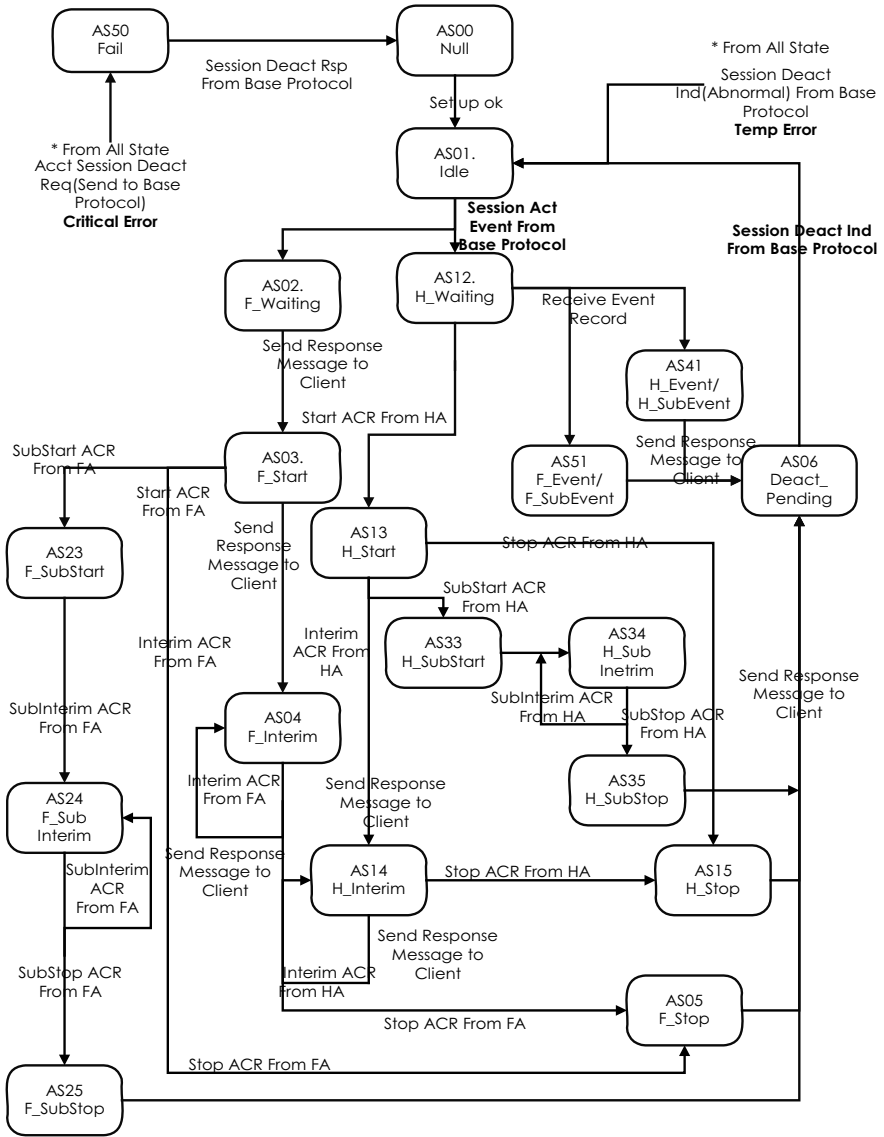 AS50
Fail
AS00
Null
Session Deact Rsp
From Base Protocol
* From All State
Session Deact
Ind(Abnormal) From Base
Protocol
Temp Error
Set up ok
* From All State
Acct Session Deact
Req(Send to Base
Protocol)
Critical Error
AS01.
Idle
Session Act
Event From
Base Protocol
Session Deact Ind
From Base Protocol
AS02.
F_Waiting
AS12.
H_Waiting
Receive Event
Record
Send Response
Message to
Client
AS41
H_Event/
H_SubEvent
Start ACR From HA
SubStart ACR
From FA
AS03.
F_Start
Send Response
Message to
Client
AS51
F_Event/
F_SubEvent
AS06
Deact_
Pending
Start ACR
From FA
Send
Response
Message to
Client
AS13
H_Start
Stop ACR From HA
AS23
F_SubStart
SubStart ACR
From HA
Interim ACR
From FA
Interim
ACR From
HA
AS33
H_SubStart
AS34
H_Sub
Inetrim
Send Response
Message to
Client
SubInterim ACR
From FA
AS04
F_Interim
SubInterim ACR
From HA
SubStop ACR
From HA
Interim ACR
From FA
Send Response
Message to
Client
AS35
H_SubStop
AS24
F_Sub
Interim
SubInterim
ACR
From FA
Send Response
Message to
Client
AS14
H_Interim
Stop ACR From HA
AS15
H_Stop
Send Response
Message to
Client
SubStop ACR
From FA
Interim ACR
From HA
AS05
F_Stop
Stop ACR From FA
Stop ACR From FA
AS25
F_SubStop